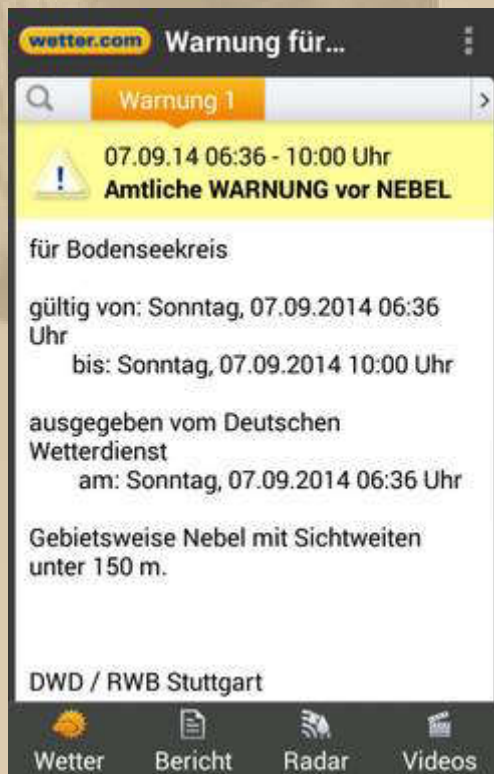 wetter.com Warnung für...
Warnung 1
07.09.14 06:36 - 10:00 Uhr
Amtliche WARNUNG vor NEBEL
für Bodenseekreis
gültig von: Sonntag, 07.09.2014 06:36
Uhr
bis: Sonntag, 07.09.2014 10:00 Uhr
ausgegeben vom Deutschen
Wetterdienst
am: Sonntag, 07.09.2014 06:36 Uhr
Gebietsweise Nebel mit Sichtweiten
unter 150 m.
DWD / RWB Stuttgart
Wetter Bericht Radar Videos